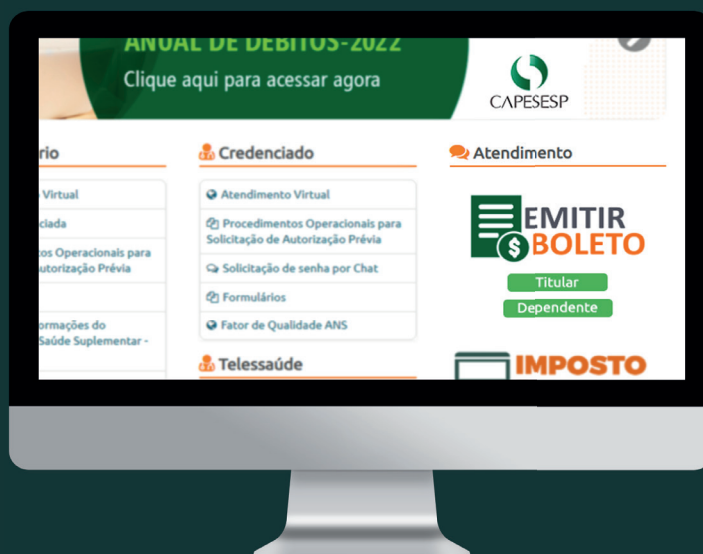 ANUAL DE DÉBITOS-2022
Clique aqui para acessar agora
CAPESESP
rio
Virtual
ciada
os Operacionais para
utorização Prévia
ormações do
Saúde Suplementar -
Credenciado
Atendimento Virtual
Procedimentos Operacionais para
Solicitação de Autorização Prévia
Solicitação de senha por Chat
Formulários
Fator de Qualidade ANS
Telessaúde
Atendimento
EMITIR
BOLETO
$
Titular
Dependente
IMPOSTO